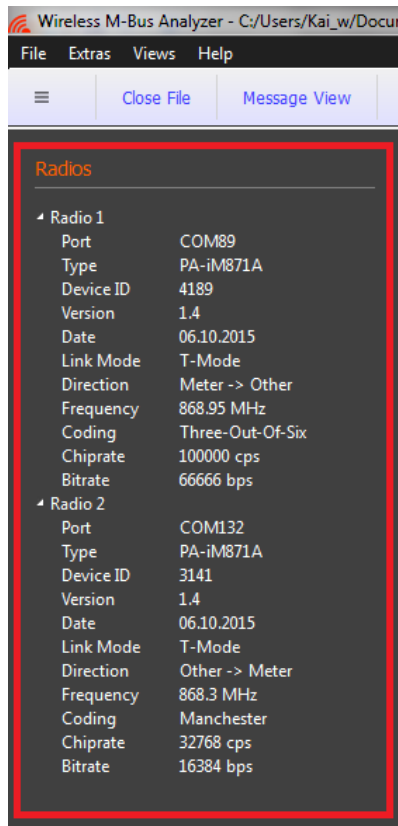 Wireless M-Bus Analyzer - C:/Users/Kai_w/Docu
File Extras Views Help
Close File Message View
Radios
Radio 1
Port COM89
Type PA-iM871A
Device ID 4189
Version 1.4
Date 06.10.2015
Link Mode T-Mode
Direction Meter -> Other
Frequency 868.95 MHz
Coding Three-Out-Of-Six
Chiprate 100000 cps
Bitrate 66666 bps
Radio 2
Port COM132
Type PA-iM871A
Device ID 3141
Version 1.4
Date 06.10.2015
Link Mode T-Mode
Direction Other -> Meter
Frequency 868.3 MHz
Coding Manchester
Chiprate 32768 cps
Bitrate 16384 bps